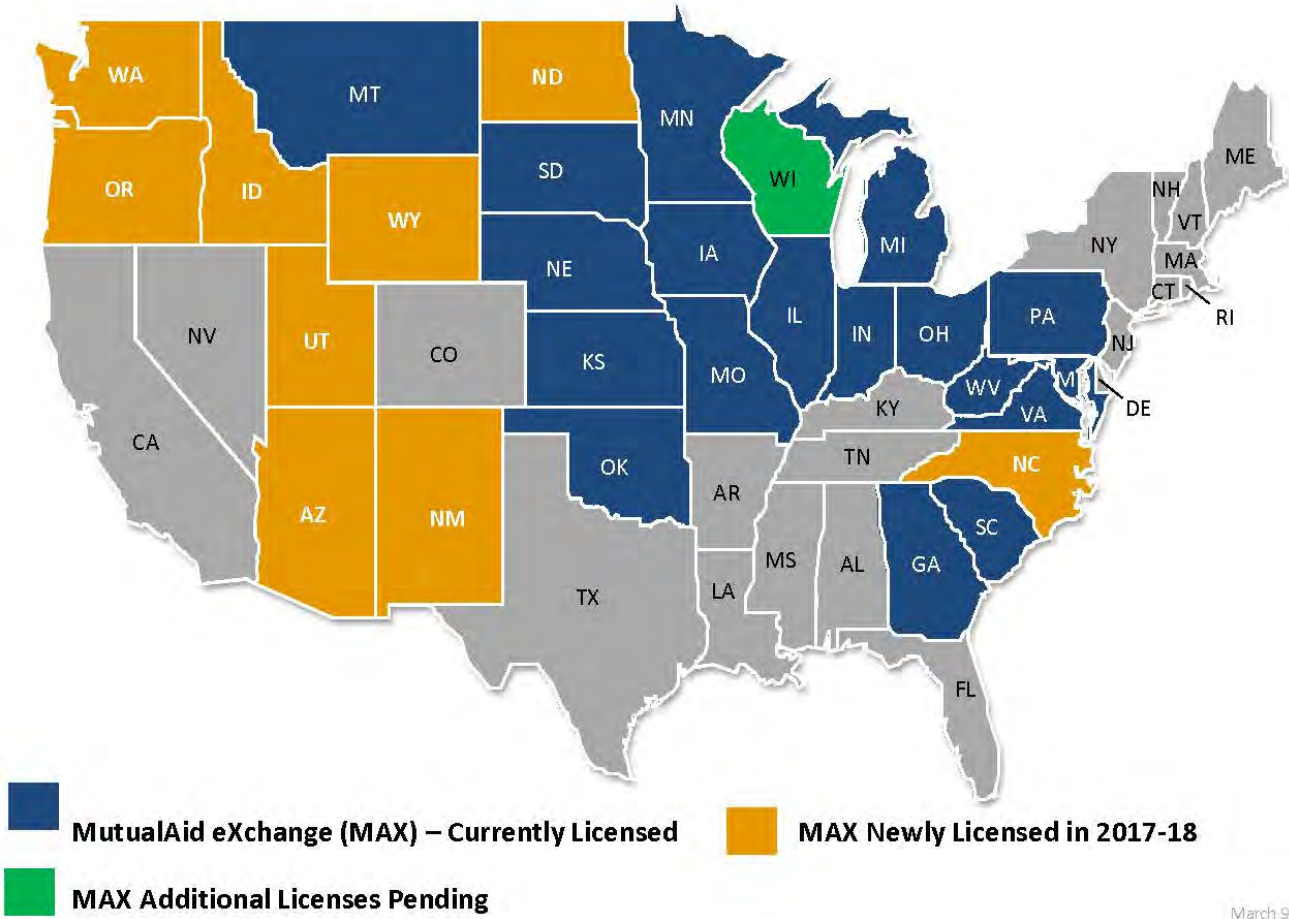 WA
MT
ND
MN
OR
ID
SD
WI
ME
WY
NH
VT
NY
MI
MA
NE
IA
CT
RI
NV
UT
CO
IL
IN
OH
PA
NJ
KS
MO
WV
M
DE
KY
VA
CA
TN
NC
OK
AR
AZ
NM
SC
MS
AL
GA
TX
LA
FL
MutualAid eXchange (MAX) – Currently Licensed
MAX Newly Licensed in 2017-18
MAX Additional Licenses Pending
March 9